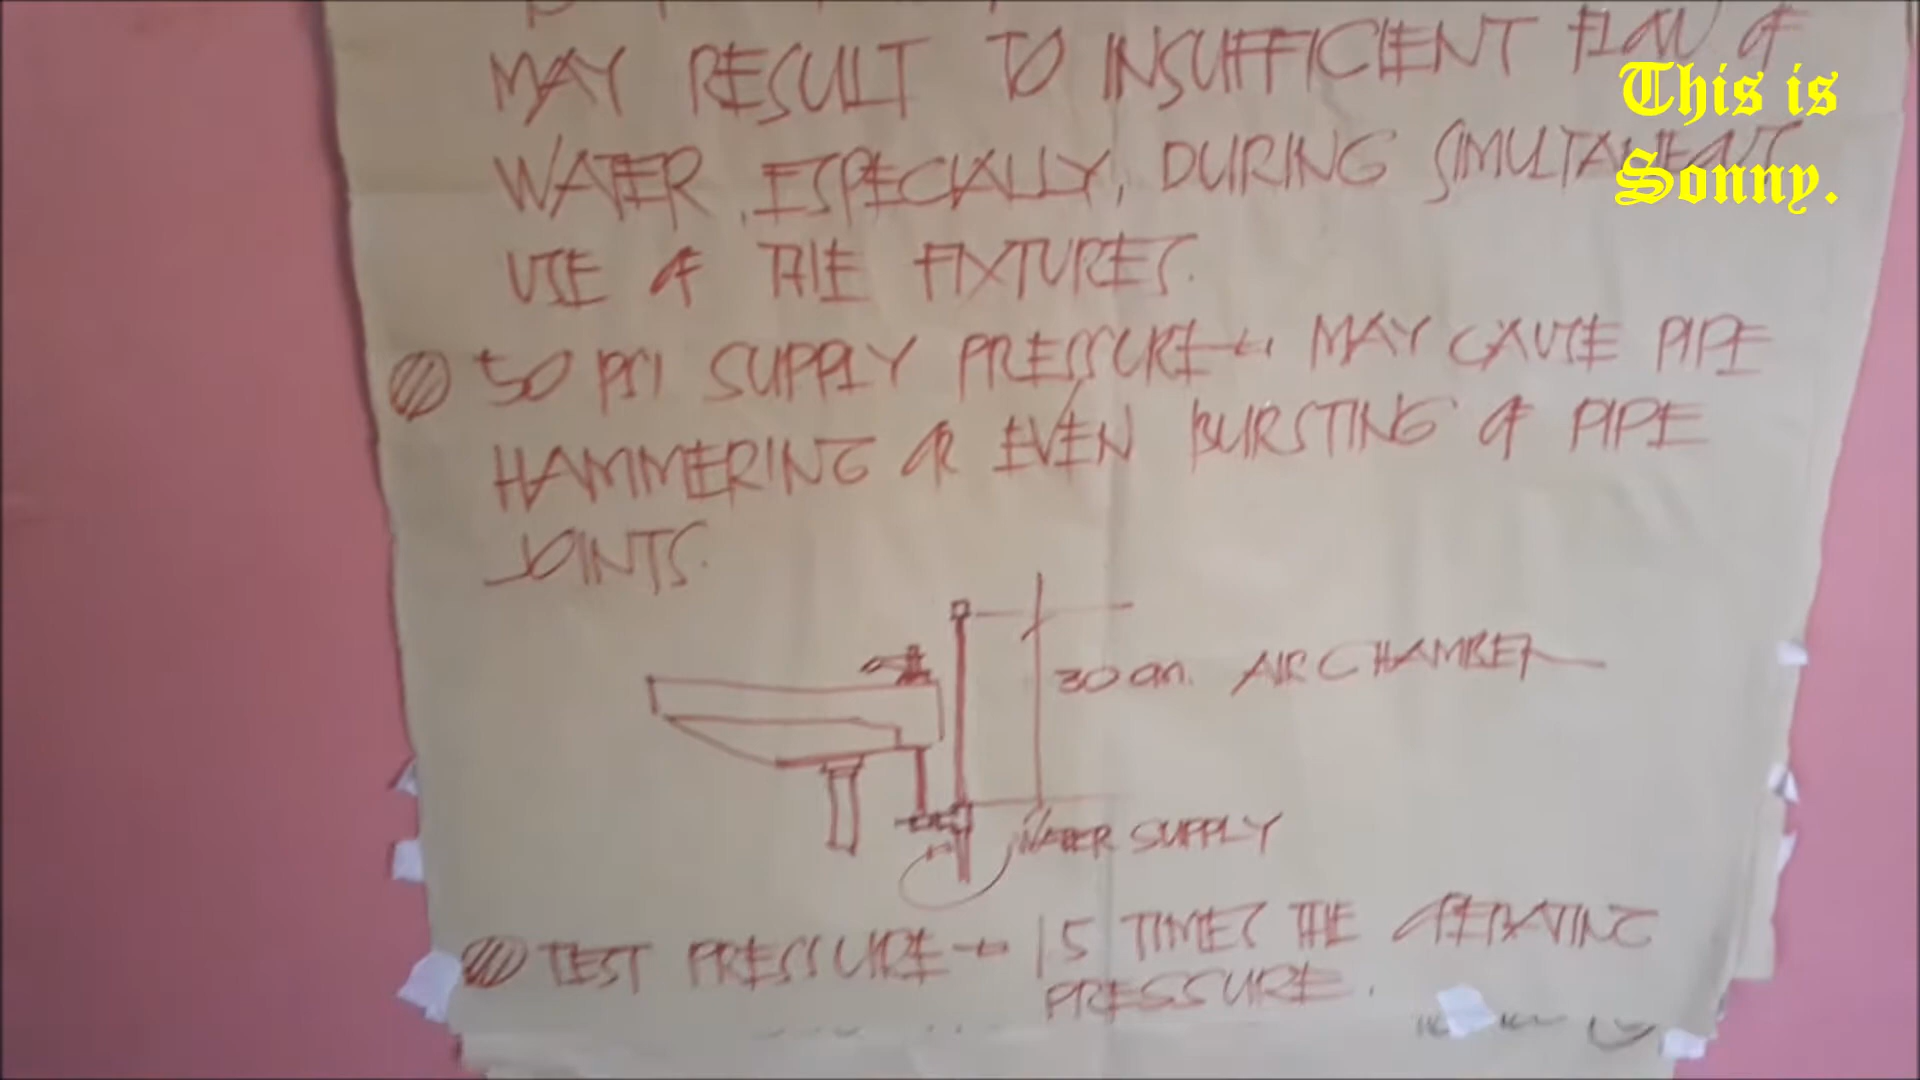 MAY RESULT TO INSUFFICIENT FLOW OF
WATER, ESPECIALLY, DURING
USE OF THE FIXTURES.
50 PSI SUPPLY PRESSURE MAY CAUSE PIPE
HAMMERING OR EVEN BURSTING OF PIPE
JOINTS.
30 cm. AIR CHAMBER
WATER SUPPLY
TEST PRESSURE 1.5 TIMES THE OPERATING
PRESSURE.
This is
Sonny.